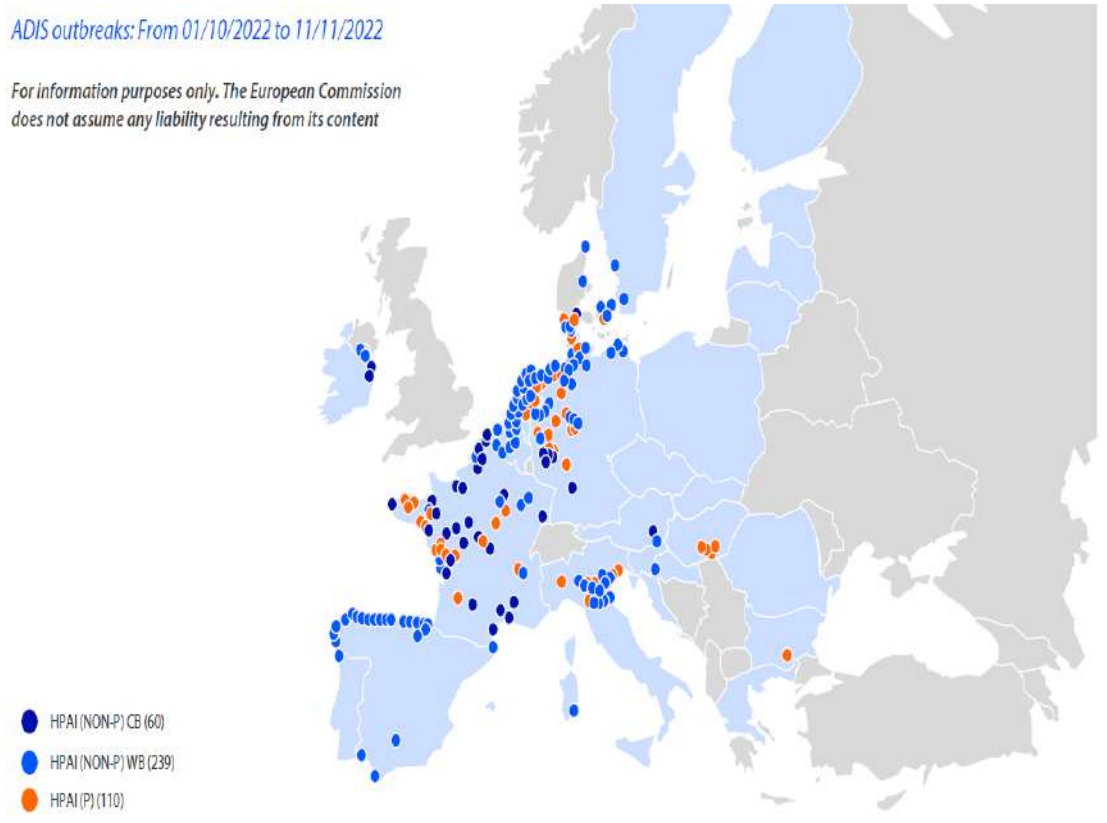 ADIS outbreaks: From 01/10/2022 to 11/11/2022
For information purposes only. The European Commission
does not assume any liability resulting from its content
HPAI (NON-P) CB (60)
HPAI (NON-P) WB (239)
HPAI (P) (110)